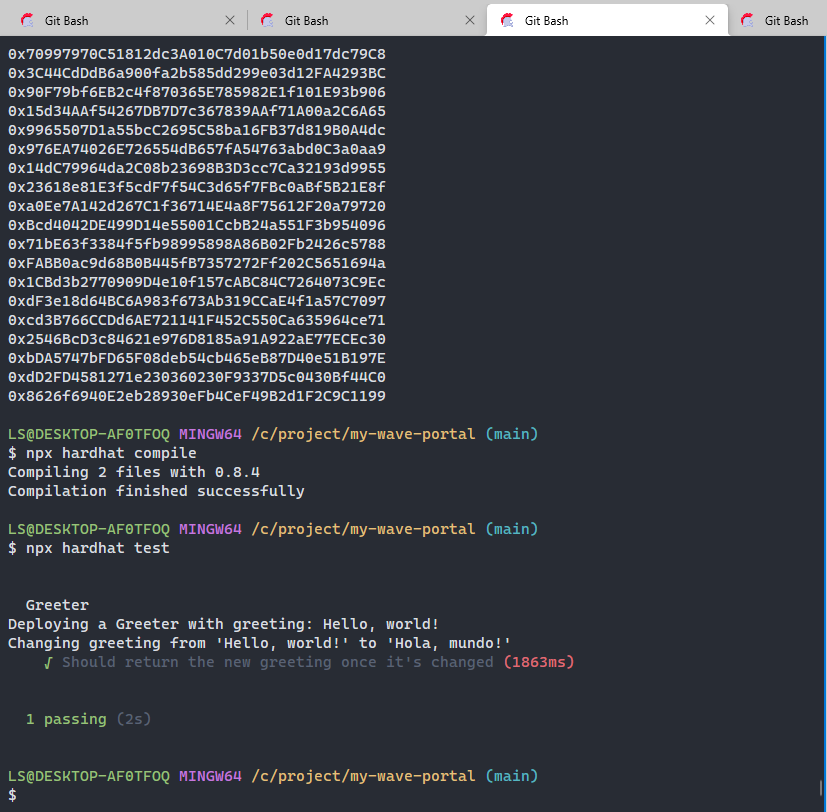 Git Bash
Git Bash
Git Bash
Git Bash
0x70997970C51812dc3A010C7d01b50e0d17dc79C8
0x3C44CdDdB6a900fa2b585dd299e03d12FA4293BC
0x90F79bf6EB2c4f870365E785982E1f101E93b906
0x15d34AAf54267DB7D7c367839AAf71A00a2C6A65
0x9965507D1a55bcC2695C58ba16FB37d819B0A4dc
0x976EA74026E726554dB657fA54763abd0C3a0aa9
0x14dC79964da2C08b23698B3D3cc7Ca32193d9955
0x23618e81E3f5cdF7f54C3d65f7FBc0aBf5B21E8f
0xa0Ee7A142d267C1f36714E4a8F75612F20a79720
0xBcd4042DE499D14e55001CcbB24a551F3b954096
0x71bE63f3384f5fb98995898A86B02Fb2426c5788
0xFABB0ac9d68B0B445fB7357272Ff202C5651694a
0x1CBd3b2770909D4e10f157cABC84C7264073C9Ec
0xdF3e18d64BC6A983f673Ab319CCaE4f1a57C7097
0xcd3B766CCDd6AE721141F452C550Ca635964ce71
0x2546BcD3c84621e976D8185a91A922aE77ECEc30
0xbDA5747bFD65F08deb54cb465eB87D40e51B197E
0xdD2FD4581271e230360230F9337D5c0430Bf44C0
0x8626f6940E2eb28930eFb4CeF49B2d1F2C9C1199
LS@DESKTOP-AF0TFOQ MINGW64 /c/project/my-wave-portal (main)
$ npx hardhat compile
Compiling 2 files with 0.8.4
Compilation finished successfully
LS@DESKTOP-AF0TFOQ MINGW64 /c/project/my-wave-portal (main)
$ npx hardhat test
Greeter
Deploying a Greeter with greeting: Hello, world!
Changing greeting from 'Hello, world!' to 'Hola, mundo!'
√ Should return the new greeting once it's changed (1863ms)
1 passing (2s)
LS@DESKTOP-AF0TFOQ MINGW64 /c/project/my-wave-portal (main)
$